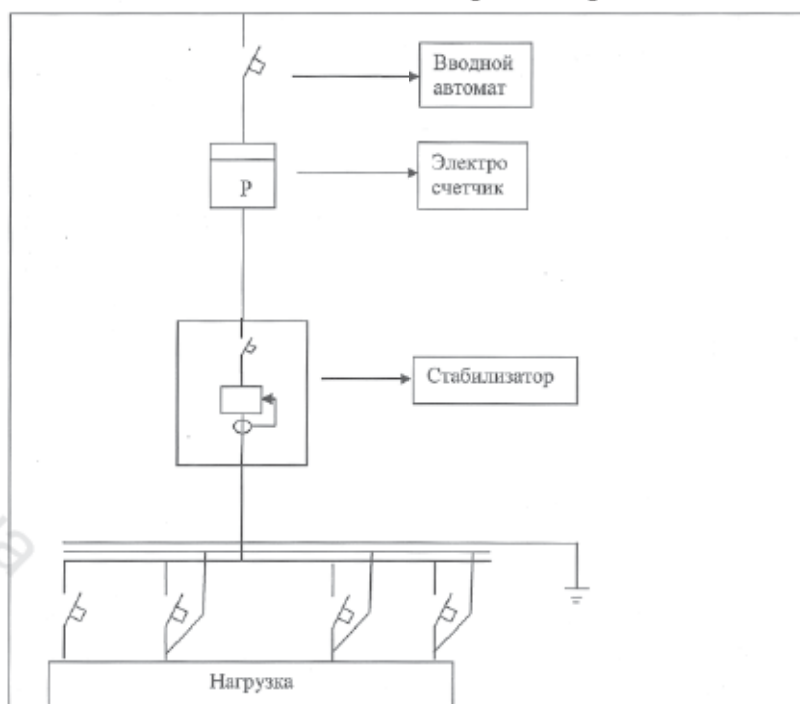 Вводной
автомат
Электро
счетчик
P
Стабилизатор
Нагрузка